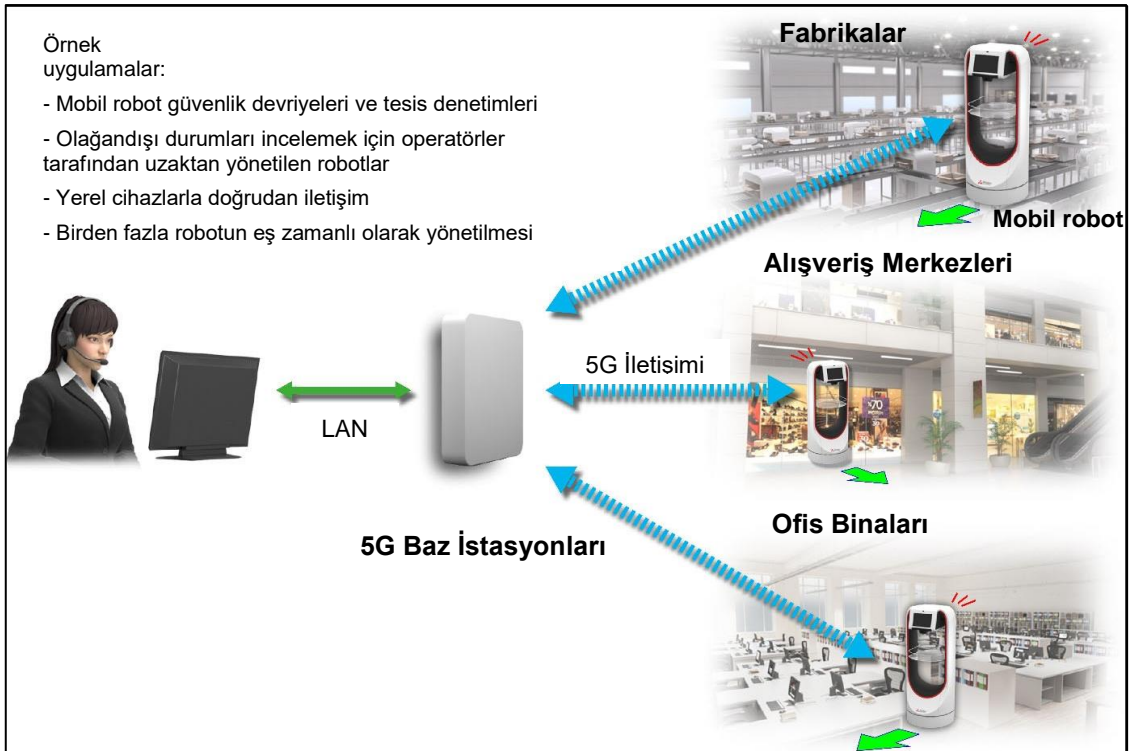 Örnek
uygulamalar:
- Mobil robot güvenlik devriyeleri ve tesis denetimleri
- Olağandışı durumları incelemek için operatörler
tarafından uzaktan yönetilen robotlar
- Yerel cihazlarla doğrudan iletişim
- Birden fazla robotun eş zamanlı olarak yönetilmesi
Fabrikalar
Mobil robot
Alışveriş Merkezleri
5G İletişimi
LAN
%70
5G Baz İstasyonları
Ofis Binaları